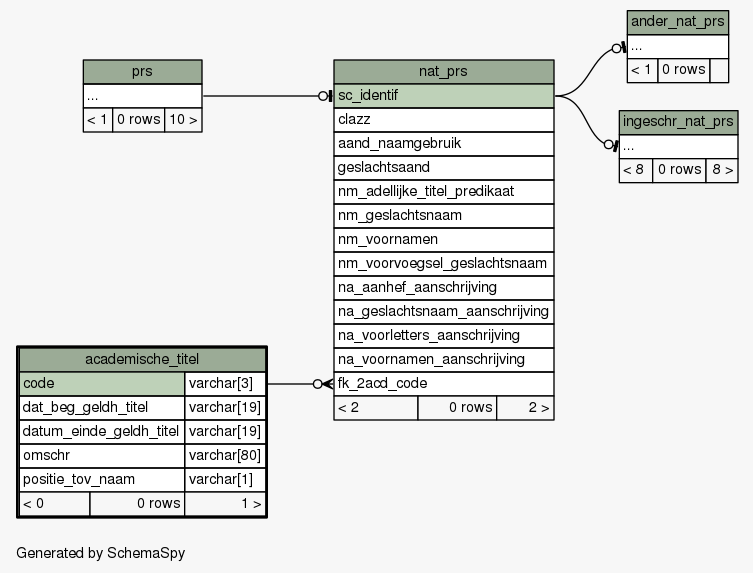 ander_nat_prs
...
< 1 0 rows
prs
...
< 1 0 rows 10 >
nat_prs
sc_identif
clazz
aand_naamgebruik
geslachtsaand
nm_adellijke_titel_predikaat
nm_geslachtsnaam
nm_voornamen
nm_voorvoegsel_geslachtsnaam
na_aanhef_aanschrijving
na_geslachtsnaam_aanschrijving
na_voorletters_aanschrijving
na_voornamen_aanschrijving
fk_2acd_code
< 2 0 rows 2 >
ingeschr_nat_prs
...
< 8 0 rows 8 >
academische_titel
code varchar[3]
dat_beg_geldh_titel varchar[19]
datum_einde_geldh_titel varchar[19]
omschr varchar[80]
positie_tov_naam varchar[1]
< 0 0 rows 1 >
Generated by SchemaSpy